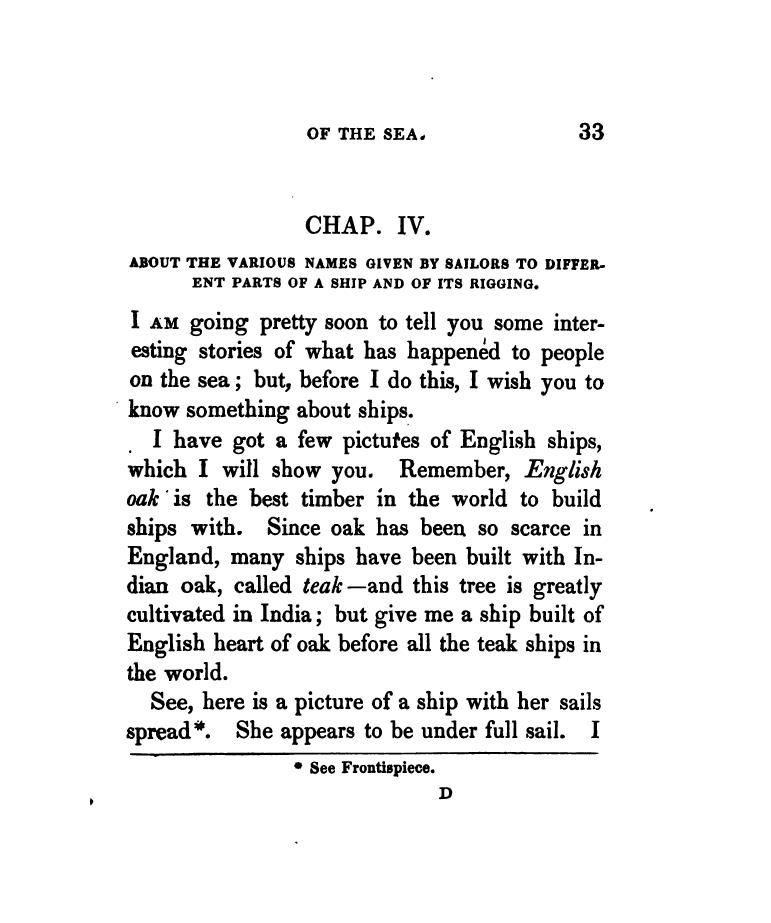 OF THE SEA. 33
CHAP. IV.
ABOUT THE VARIOUS NAMES GIVEN BY SAILORS TO DIFFER-
ENT PARTS OF A SHIP AND OF ITS RIGGING.
I AM going pretty soon to tell you some inter-
esting stories of what has happened to people
on the sea; but, before I do this, I wish you to
know something about ships.
I have got a few pictures of English ships,
which I will show you. Remember, English
oak is the best timber in the world to build
ships with. Since oak has been so scarce in
England, many ships have been built with In-
dian oak, called teak—and this tree is greatly
cultivated in India; but give me a ship built of
English heart of oak before all the teak ships in
the world.
See, here is a picture of a ship with her sails
spread*. She appears to be under full sail. I
* See Frontispiece.
D